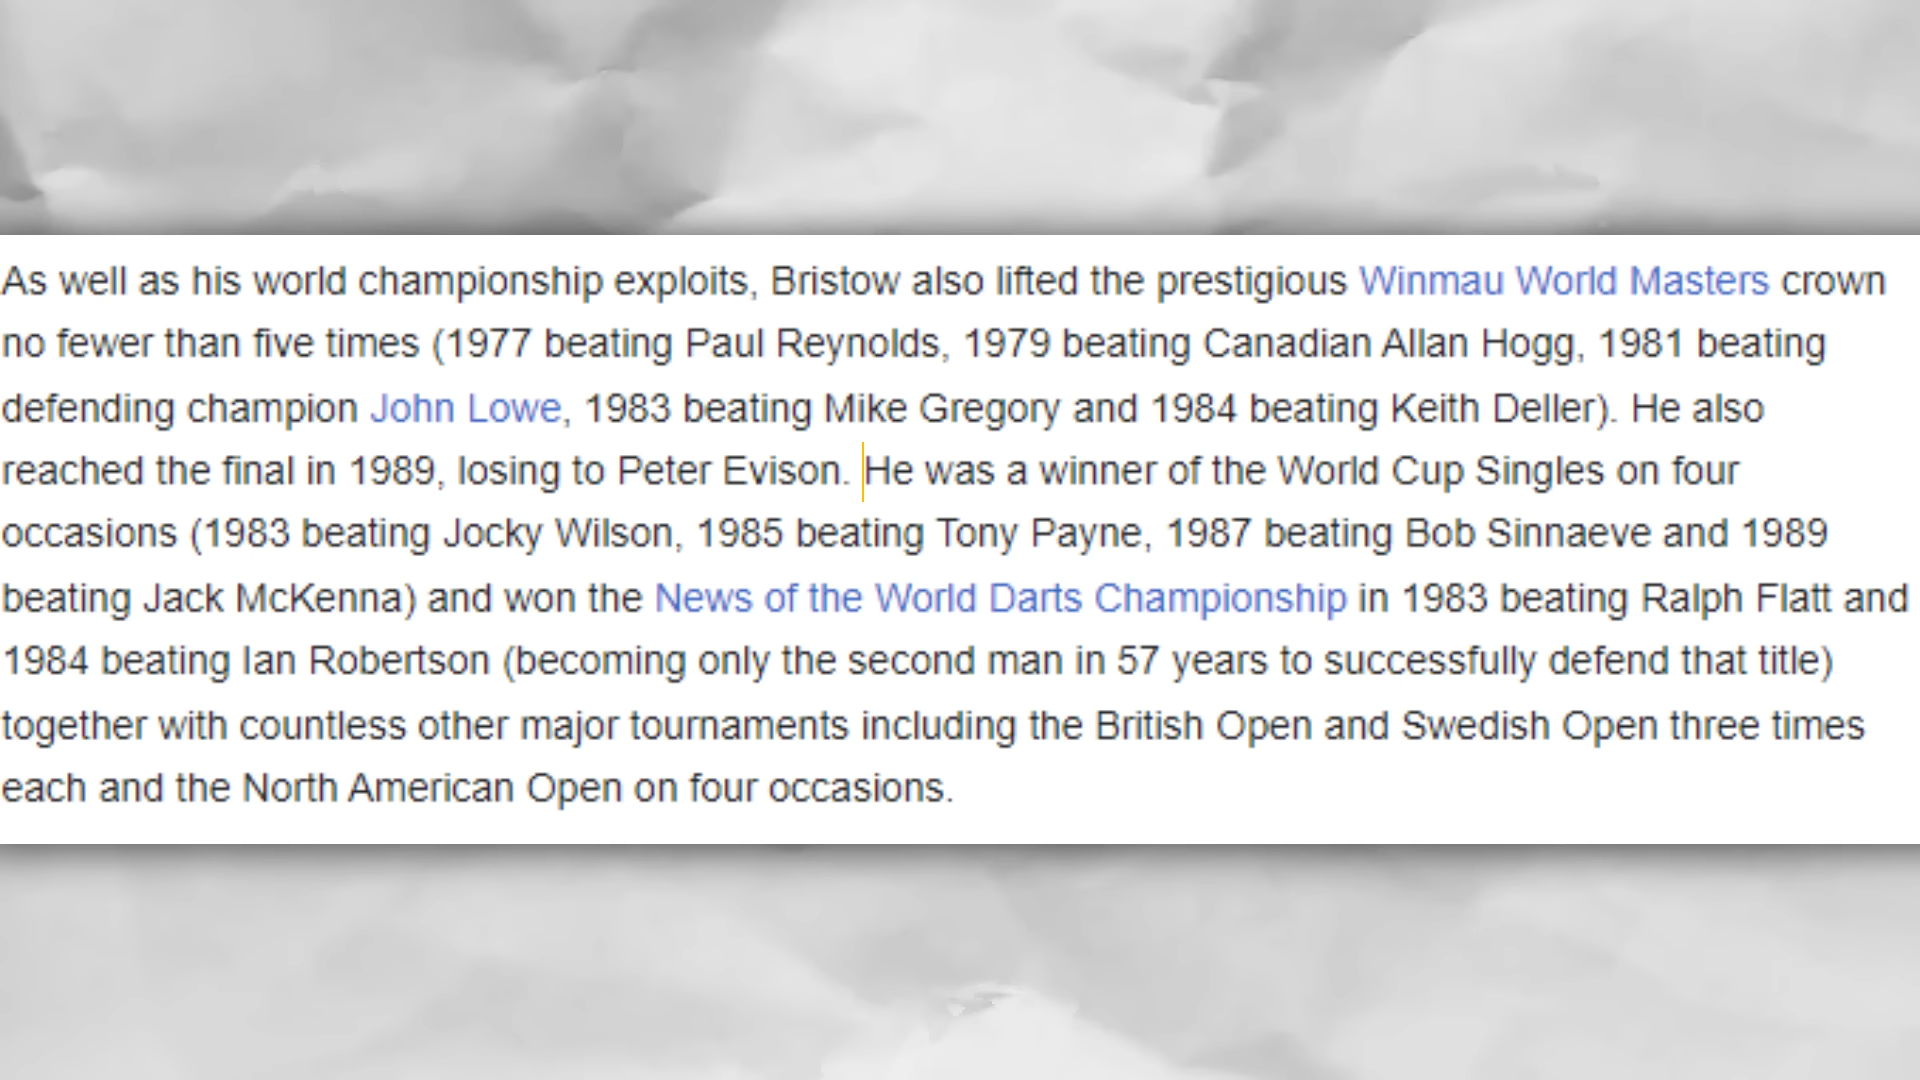 As well as his world championship exploits, Bristow also lifted the prestigious Winmau World Masters crown
no fewer than five times (1977 beating Paul Reynolds, 1979 beating Canadian Allan Hogg, 1981 beating
defending champion John Lowe, 1983 beating Mike Gregory and 1984 beating Keith Deller). He also
reached the final in 1989, losing to Peter Evison. He was a winner of the World Cup Singles on four
occasions (1983 beating Jocky Wilson, 1985 beating Tony Payne, 1987 beating Bob Sinnaeve and 1989
beating Jack McKenna) and won the News of the World Darts Championship in 1983 beating Ralph Flatt and
1984 beating Ian Robertson (becoming only the second man in 57 years to successfully defend that title)
together with countless other major tournaments including the British Open and Swedish Open three times
each and the North American Open on four occasions.